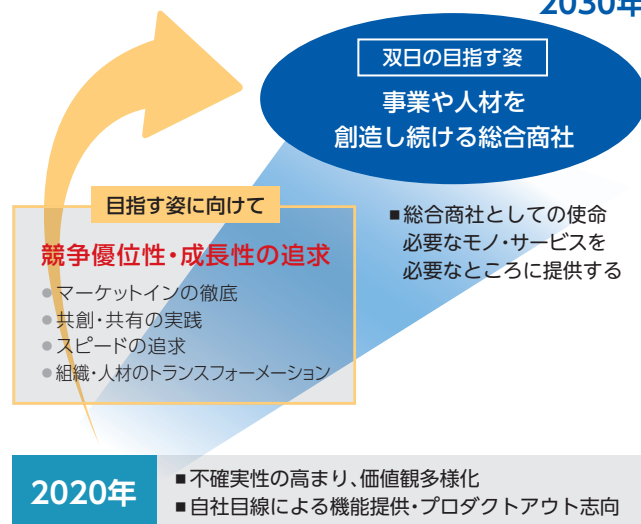 2030年
双日の目指す姿
事業や人材を
創造し続ける総合商社
目指す姿に向けて
競争優位性・成長性の追求
●マーケットインの徹底
●共創・共有の実践
●スピードの追求
●組織・人材のトランスフォーメーション
■総合商社としての使命
必要なモノ・サービスを
必要なところに提供する
2020年
■不確実性の高まり、価値観多様化
■自社目線による機能提供・プロダクトアウト志向